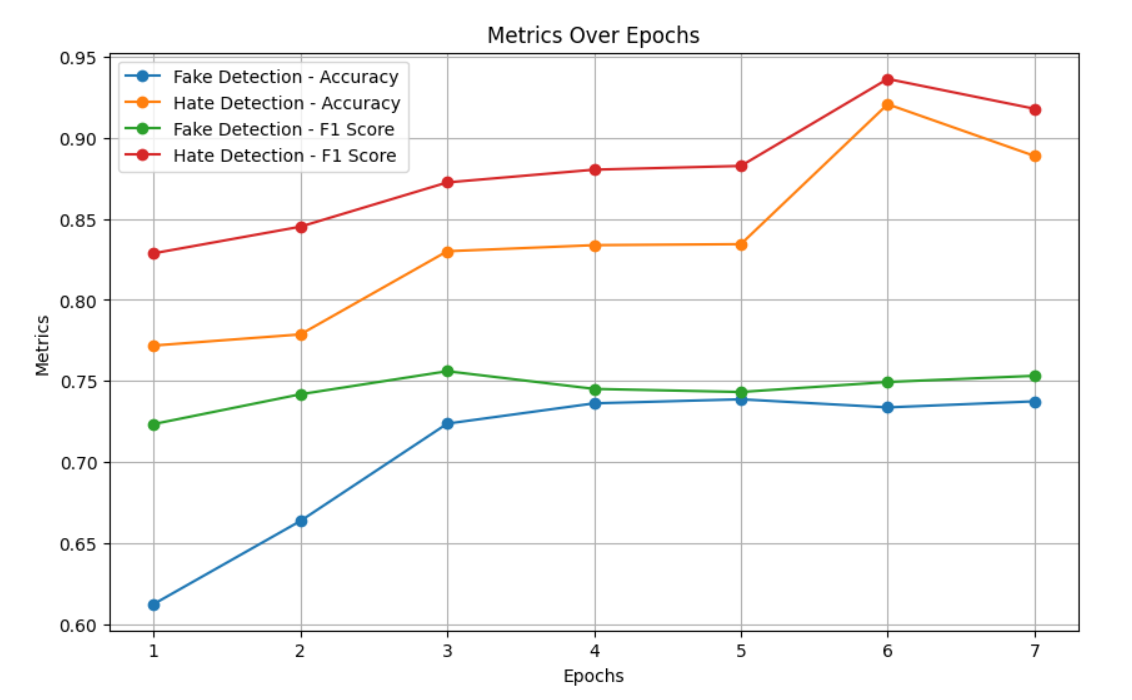 Metrics Over Epochs
0.95
Fake Detection - Accuracy
Hate Detection - Accuracy
Fake Detection - F1 Score
Hate Detection - F1 Score
0.90
0.85
0.80
0.75
0.70
0.65
0.60
Metrics
1 2 3 4 5 6 7
Epochs